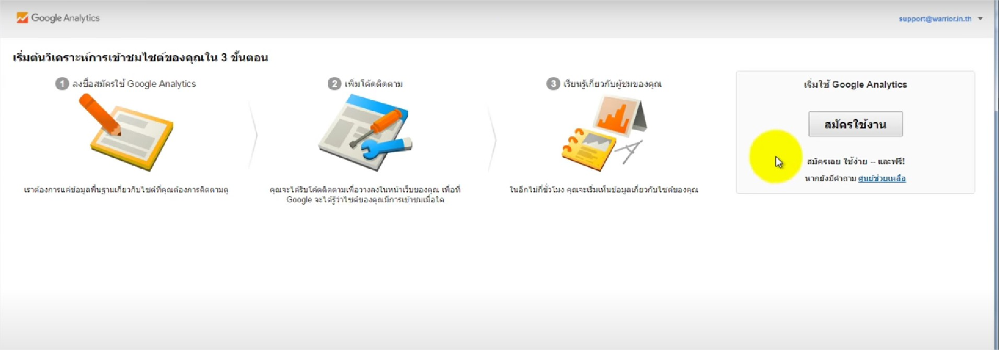 Google Analytics
support@warrior.in.th
เริ่มต้นวิเคราะห์การเข้าชมไซต์ของคุณใน 3 ขั้นตอน
1 ลงชื่อสมัครใช้ Google Analytics
2 เพิ่มโค้ดติดตาม
3 เรียนรู้เกี่ยวกับผู้ชมของคุณ
เริ่มใช้ Google Analytics
สมัครใช้งาน
สมัครเลย ใช้ง่าย -- และฟรี!
หากยังมีคำถาม ศูนย์ช่วยเหลือ
เราต้องการแค่ข้อมูลพื้นฐานเกี่ยวกับไซต์ที่คุณต้องการติดตามดู
คุณจะได้รับโค้ดติดตามเพื่อวางลงในหน้าเว็บของคุณ เพื่อที่
Google จะได้รู้ว่าไซต์ของคุณมีการเข้าชมเมื่อใด
ในอีกไม่กี่ชั่วโมง คุณจะเริ่มเห็นข้อมูลเกี่ยวกับไซต์ของคุณ